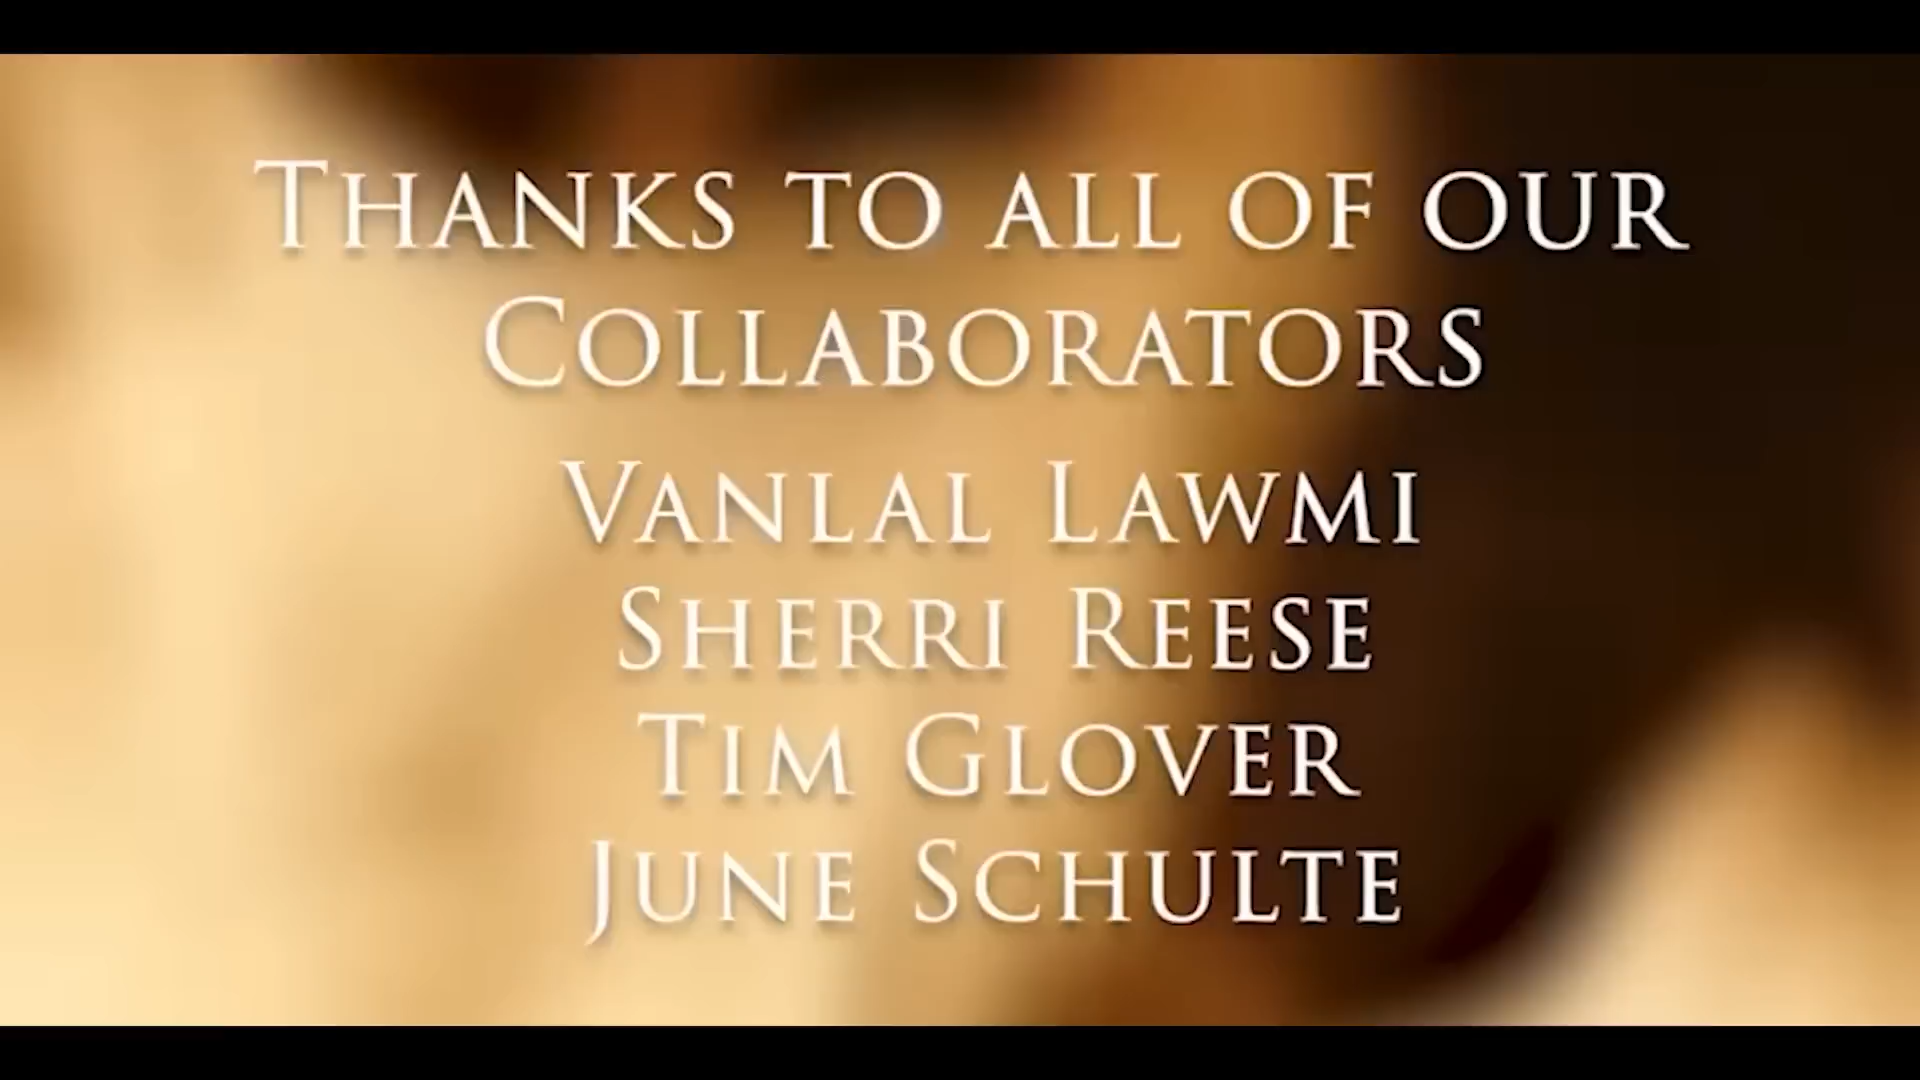 Thanks to all of our
Collaborators
Vanlal Lawmi
Sherri Reese
Tim Glover
June Schulte